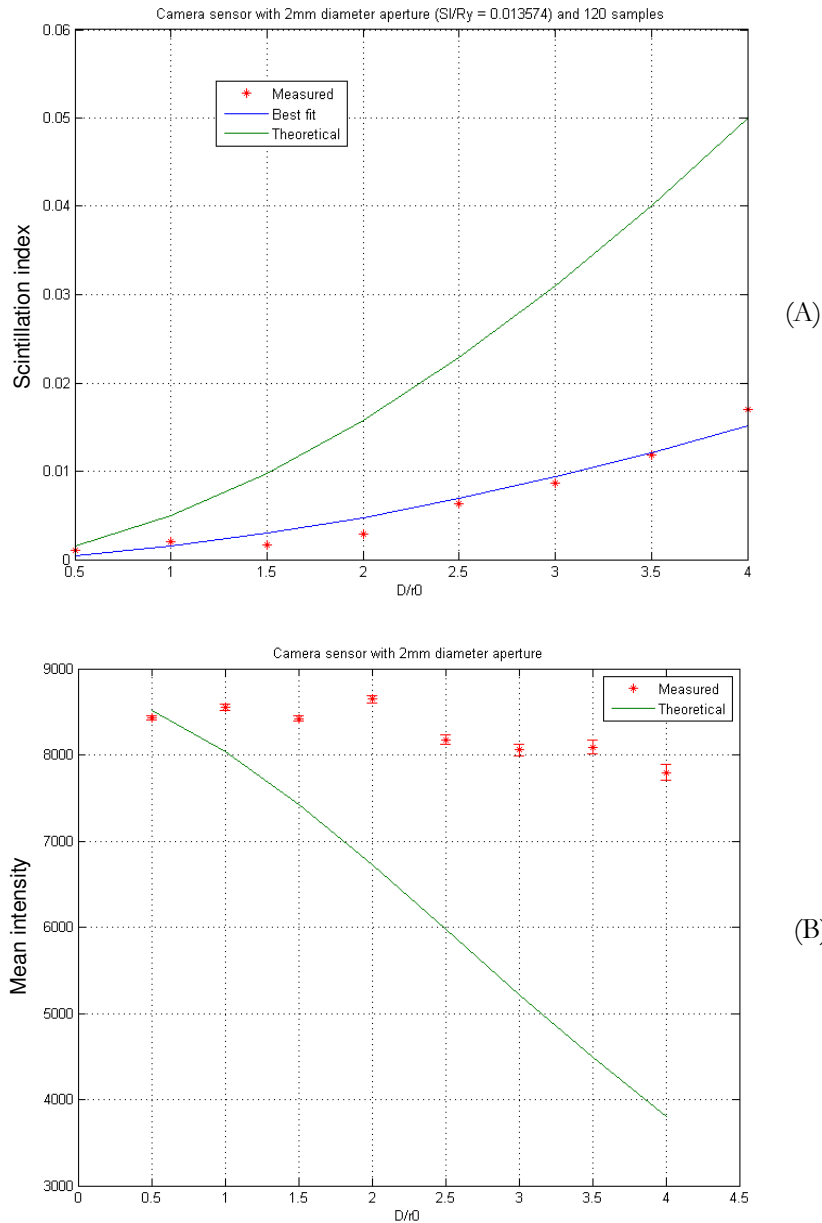 Camera sensor with 2mm diameter aperture (SI/Ry = 0.013574) and 120 samples
0.06
Measured
Best fit
Theoretical
0.05
0.04
Scintillation index
0.03
(A)
0.02
0.01
0
0.5 1 1.5 2 2.5 3 3.5 4
D/r0
Camera sensor with 2mm diameter aperture
9000
Measured
Theoretical
8000
7000
Mean intensity
6000
(B)
5000
4000
3000
0 0.5 1 1.5 2 2.5 3 3.5 4 4.5
D/r0